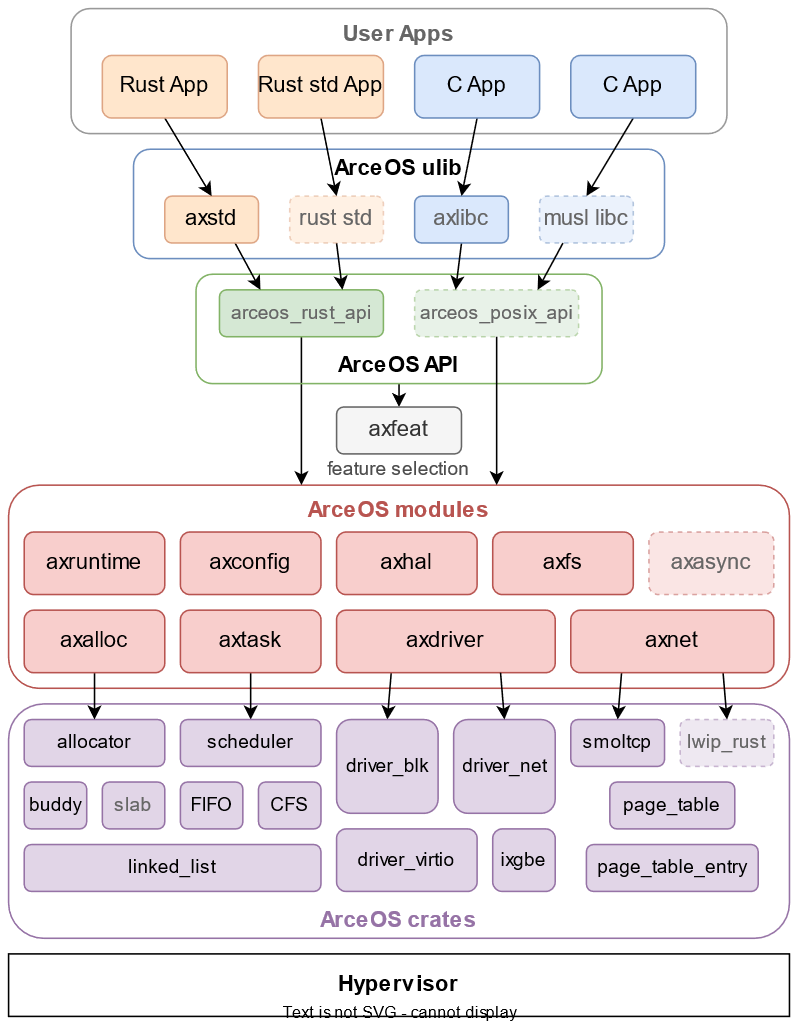 User Apps
Rust App
Rust std App
C App
C App
ArceOS ulib
axstd
rust std
axlibc
musl libc
arceos_rust_api
arceos_posix_api
ArceOS API
axfeat
feature selection
ArceOS modules
axruntime
axconfig
axhal
axfs
axasync
axalloc
axtask
axdriver
axnet
allocator
scheduler
driver_blk
driver_net
smoltcp
lwip_rust
buddy
slab
FIFO
CFS
page_table
linked_list
driver_virtio
ixgbe
page_table_entry
ArceOS crates
Hypervisor
Text is not SVG - cannot display